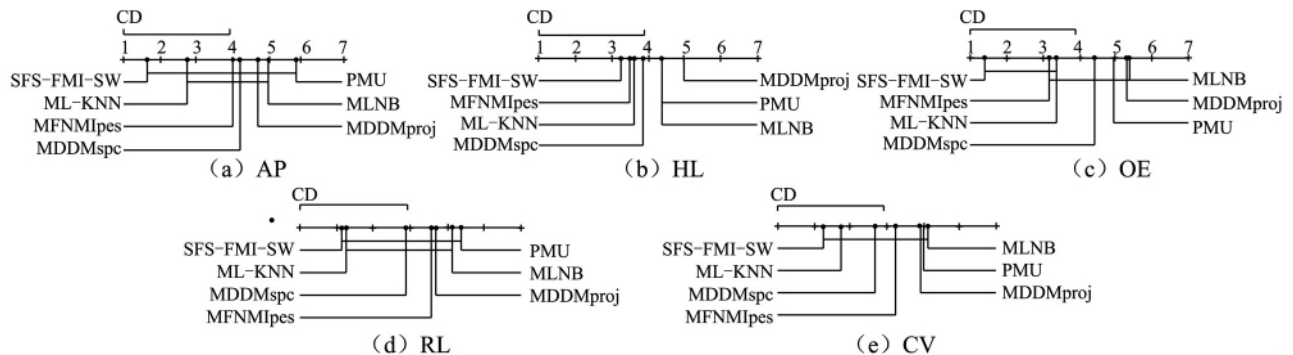 CD
1 2 3 4 5 6 7
SFS-FMI-SW
ML-KNN
MFNMIpes
MDDMspc
PMU
MLNB
MDDMproj
(a) AP
CD
1 2 3 4 5 6 7
SFS-FMI-SW
MFNMIpes
ML-KNN
MDDMspc
MDDMproj
PMU
MLNB
(b) HL
CD
1 2 3 4 5 6 7
SFS-FMI-SW
MFNMIpes
ML-KNN
MDDMspc
MLNB
MDDMproj
PMU
(c) OE
CD
SFS-FMI-SW
ML-KNN
MDDMspc
MFNMIpes
PMU
MLNB
MDDMproj
(d) RL
CD
SFS-FMI-SW
ML-KNN
MDDMspc
MFNMIpes
MLNB
PMU
MDDMproj
(e) CV